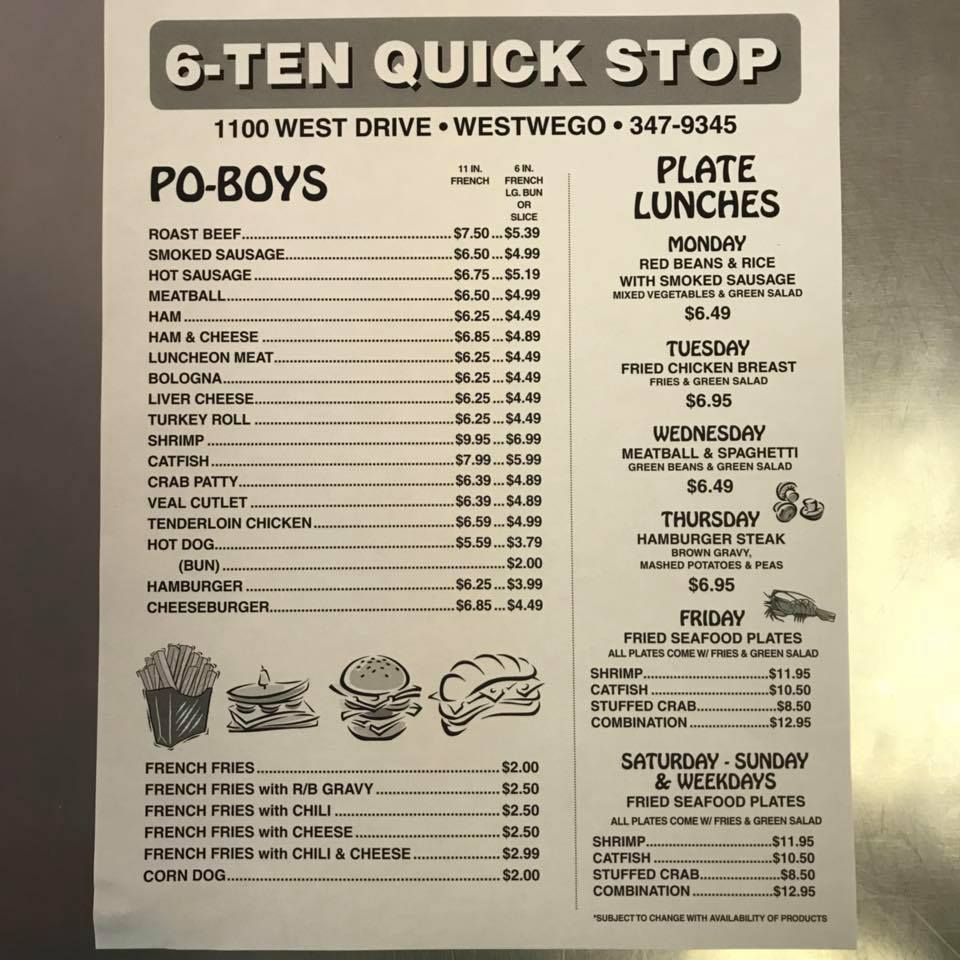 6-TEN QUICK STOP
1100 WEST DRIVE • WESTWEGO • 347-9345
PO-BOYS
11 IN. FRENCH
6 IN. FRENCH LG. BUN OR SLICE
ROAST BEEF $7.50 $5.39
SMOKED SAUSAGE $6.50 $4.99
HOT SAUSAGE $6.75 $5.19
MEATBALL $6.50 $4.99
HAM $6.25 $4.49
HAM & CHEESE $6.85 $4.89
LUNCHEON MEAT $6.25 $4.49
BOLOGNA $6.25 $4.49
LIVER CHEESE $6.25 $4.49
TURKEY ROLL $6.25 $4.49
SHRIMP $9.95 $6.99
CATFISH $7.99 $5.99
CRAB PATTY $6.39 $4.89
VEAL CUTLET $6.39 $4.89
TENDERLOIN CHICKEN $6.59 $4.99
HOT DOG $5.59 $3.79
(BUN) $2.00
HAMBURGER $6.25 $3.99
CHEESEBURGER $6.85 $4.49
FRENCH FRIES $2.00
FRENCH FRIES with R/B GRAVY $2.50
FRENCH FRIES with CHILI $2.50
FRENCH FRIES with CHEESE $2.50
FRENCH FRIES with CHILI & CHEESE $2.99
CORN DOG $2.00
PLATE
LUNCHES
MONDAY
RED BEANS & RICE
WITH SMOKED SAUSAGE
MIXED VEGETABLES & GREEN SALAD
$6.49
TUESDAY
FRIED CHICKEN BREAST
FRIES & GREEN SALAD
$6.95
WEDNESDAY
MEATBALL & SPAGHETTI
GREEN BEANS & GREEN SALAD
$6.49
THURSDAY
HAMBURGER STEAK
BROWN GRAVY,
MASHED POTATOES & PEAS
$6.95
FRIDAY
FRIED SEAFOOD PLATES
ALL PLATES COME W/ FRIES & GREEN SALAD
SHRIMP $11.95
CATFISH $10.50
STUFFED CRAB $8.50
COMBINATION $12.95
SATURDAY - SUNDAY
& WEEKDAYS
FRIED SEAFOOD PLATES
ALL PLATES COME W/ FRIES & GREEN SALAD
SHRIMP $11.95
CATFISH $10.50
STUFFED CRAB $8.50
COMBINATION $12.95
*SUBJECT TO CHANGE WITH AVAILABILITY OF PRODUCTS